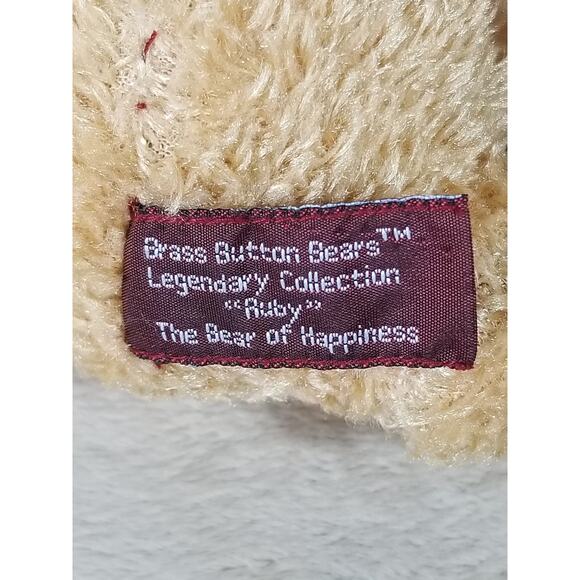 Brass Button Bears™
Legendary Collection
“Ruby”
The Bear of Happiness